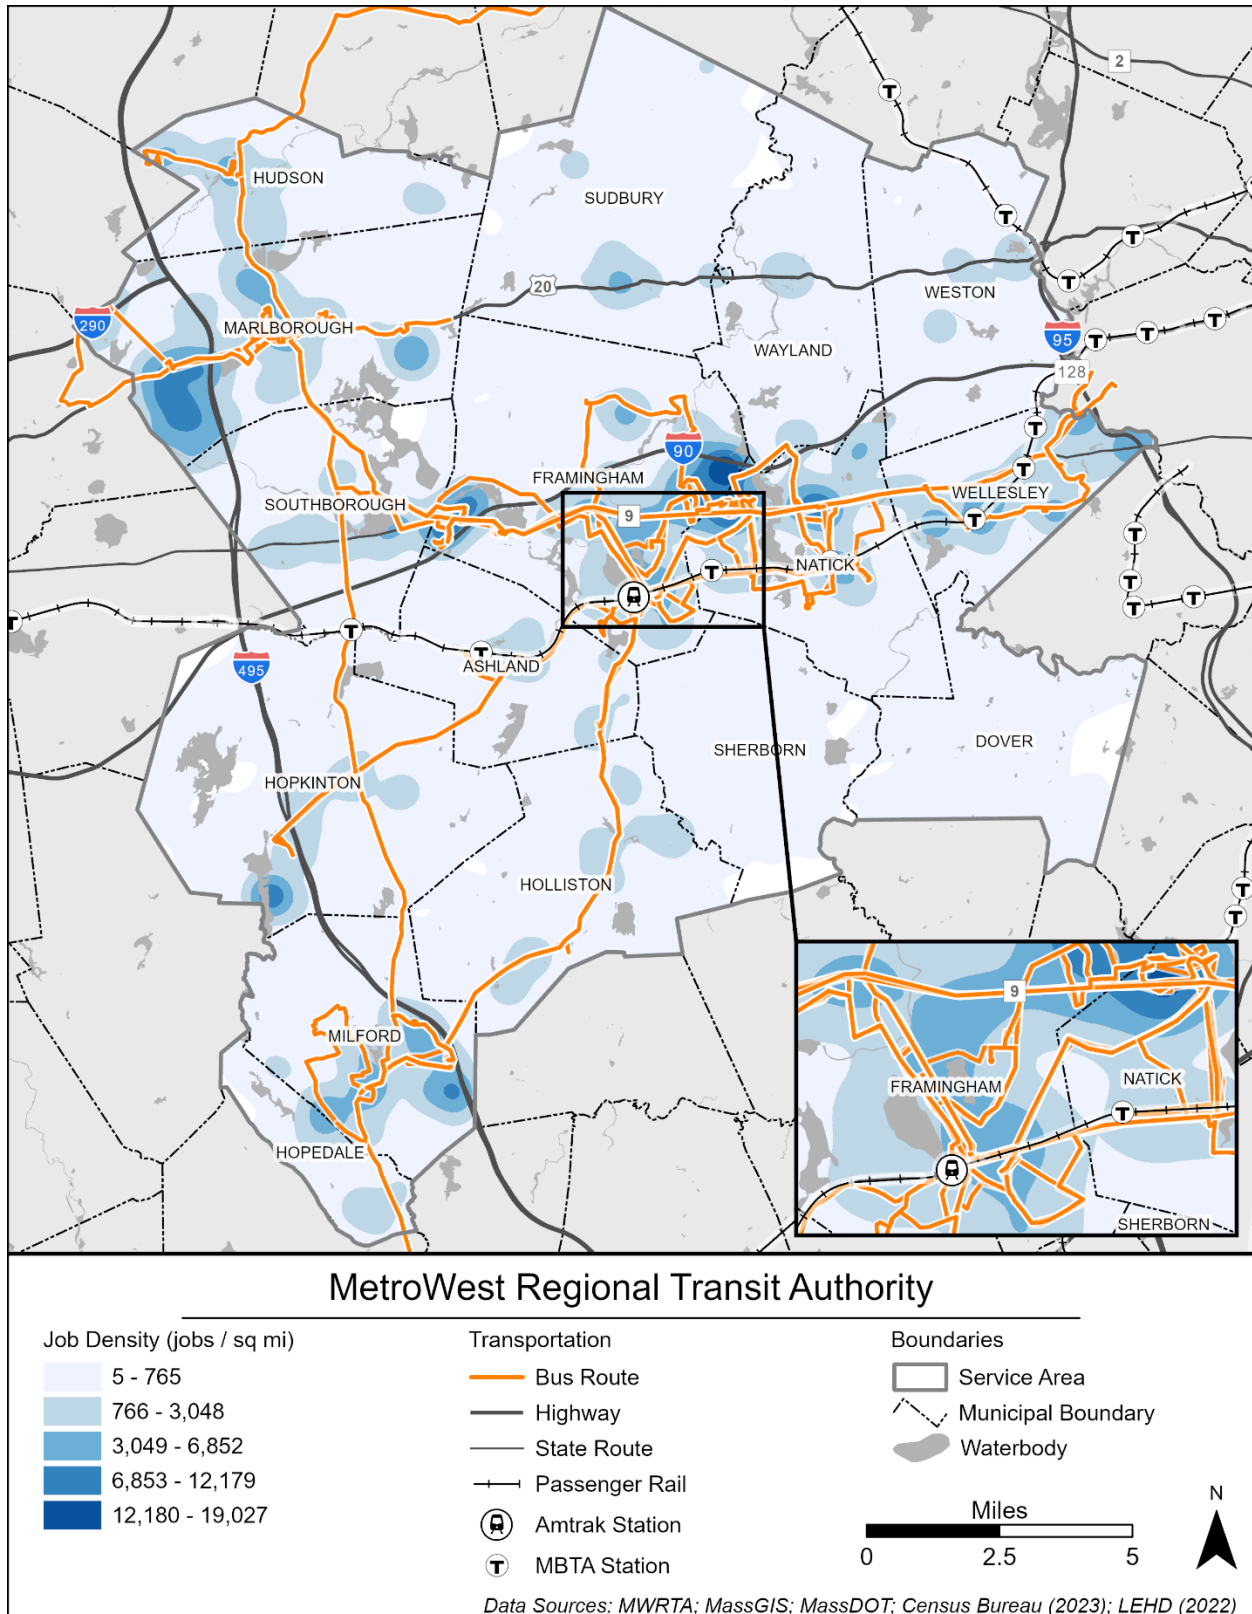 2
HUDSON
SUDBURY
20
WESTON
290
MARLBOROUGH
95
WAYLAND
128
90
FRAMINGHAM
WELLESLEY
SOUTHBOROUGH
9
NATICK
T
ASHLAND
495
SHERBORN
DOVER
HOPKINTON
HOLLISTON
MILFORD
HOPEDALE
9
FRAMINGHAM
NATICK
T
SHERBORN
MetroWest Regional Transit Authority
Job Density (jobs / sq mi)
5 - 765
766 - 3,048
3,049 - 6,852
6,853 - 12,179
12,180 - 19,027
Transportation
Bus Route
Highway
State Route
Passenger Rail
Amtrak Station
T MBTA Station
Boundaries
Service Area
Municipal Boundary
Waterbody
Miles
0 2.5 5
N
Data Sources: MWRTA; MassGIS; MassDOT; Census Bureau (2023); LEHD (2022)